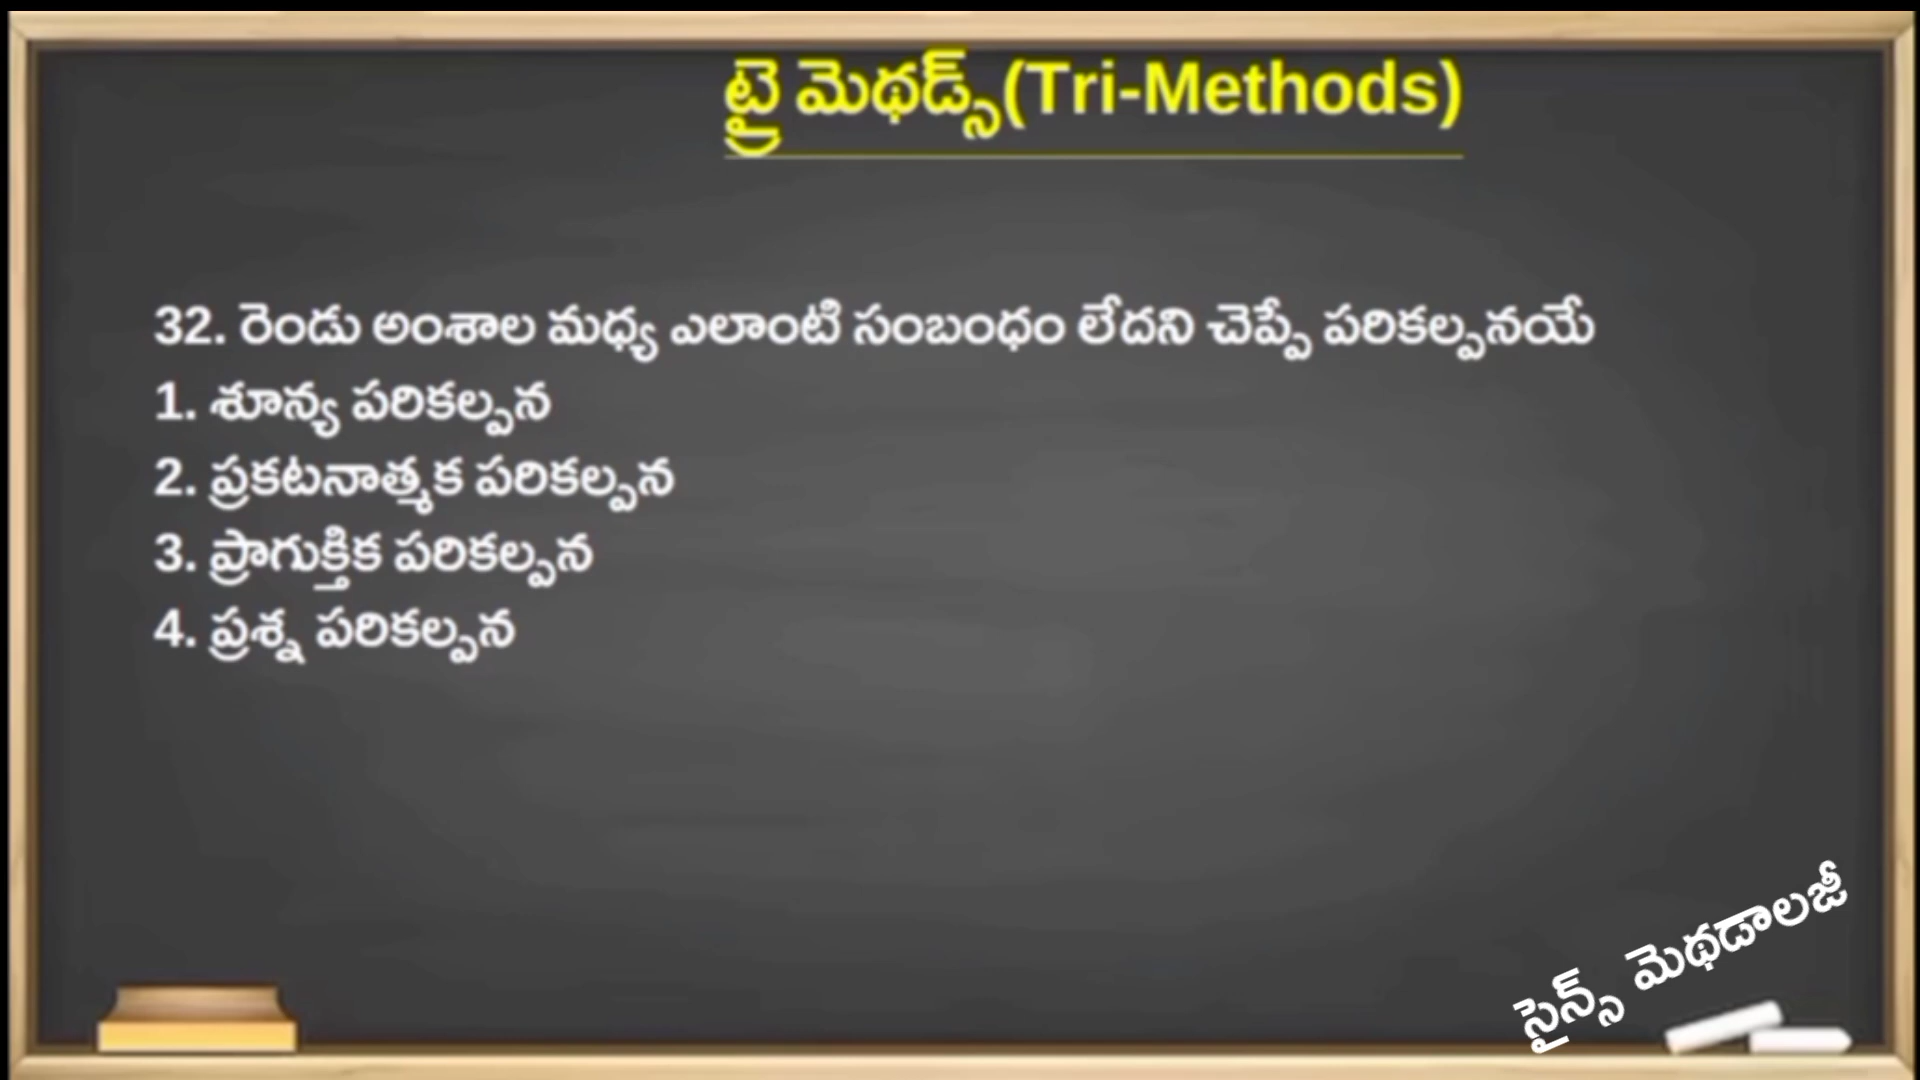 ట్రై మెథడ్స్(Tri-Methods)
32. రెండు అంశాల మధ్య ఎలాంటి సంబంధం లేదని చెప్పే పరికల్పనయే
1. శూన్య పరికల్పన
2. ప్రకటనాత్మక పరికల్పన
3. ప్రాగుక్తిక పరికల్పన
4. ప్రశ్న పరికల్పన
సైన్స్ మెథడాలజీ